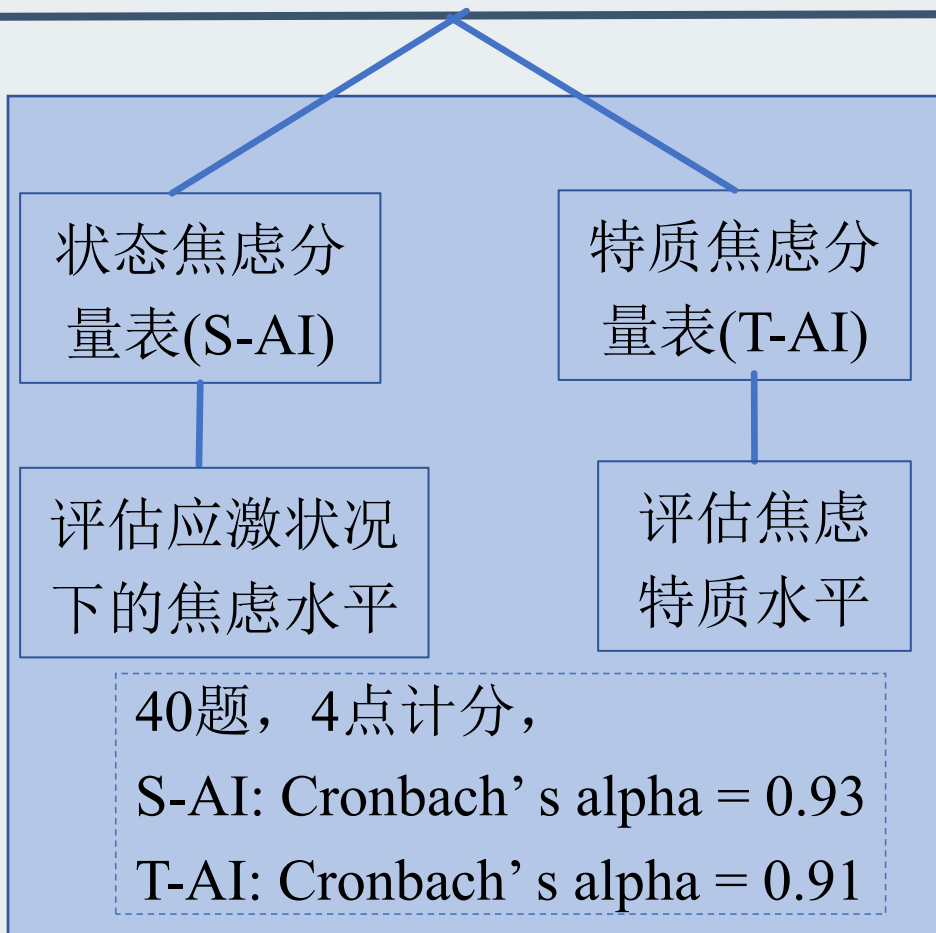 状态焦虑分
量表(S-AI)
特质焦虑分
量表(T-AI)
评估应激状况
下的焦虑水平
评估焦虑
特质水平
40题，4点计分，
S-AI: Cronbach’ s alpha = 0.93
T-AI: Cronbach’ s alpha = 0.91